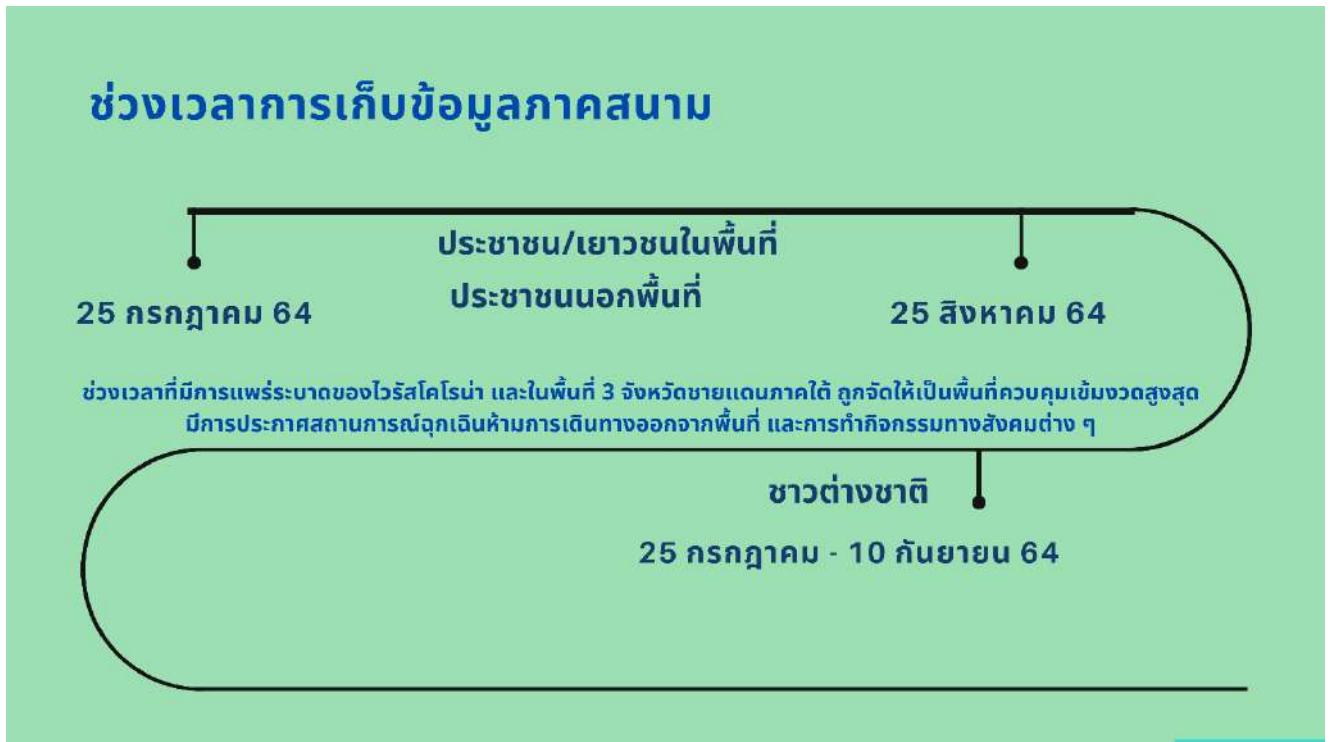 ช่วงเวลาการเก็บข้อมูลภาคสนาม
ประชาชน/เยาวชนในพื้นที่
ประชาชนนอกพื้นที่
25 กรกฎาคม 64
25 สิงหาคม 64
ช่วงเวลาที่มีการแพร่ระบาดของไวรัสโคโรน่า และในพื้นที่ 3 จังหวัดชายแดนภาคใต้ ถูกจัดให้เป็นพื้นที่ควบคุมเข้มงวดสูงสุด
มีการประกาศสถานการณ์ฉุกเฉินห้ามการเดินทางออกจากพื้นที่ และการทำกิจกรรมทางสังคมต่าง ๆ
ชาวต่างชาติ
25 กรกฎาคม - 10 กันยายน 64